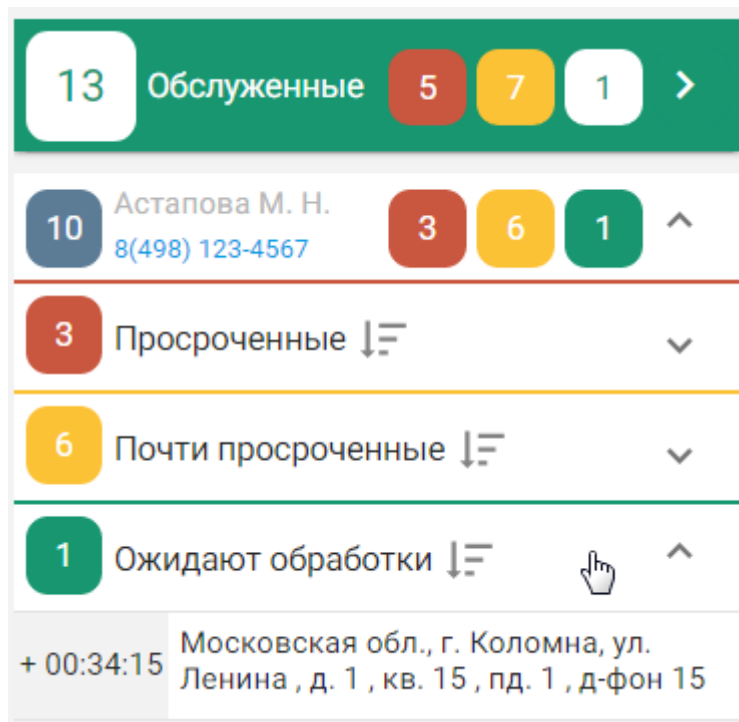 13 Обслуженные 5 7 1
10 Астапова М. Н. 3 6 1
8(498) 123-4567
3 Просроченные
6 Почти просроченные
1 Ожидают обработки
+ 00:34:15 Московская обл., г. Коломна, ул.
Ленина , д. 1 , кв. 15 , пд. 1 , д-фон 15